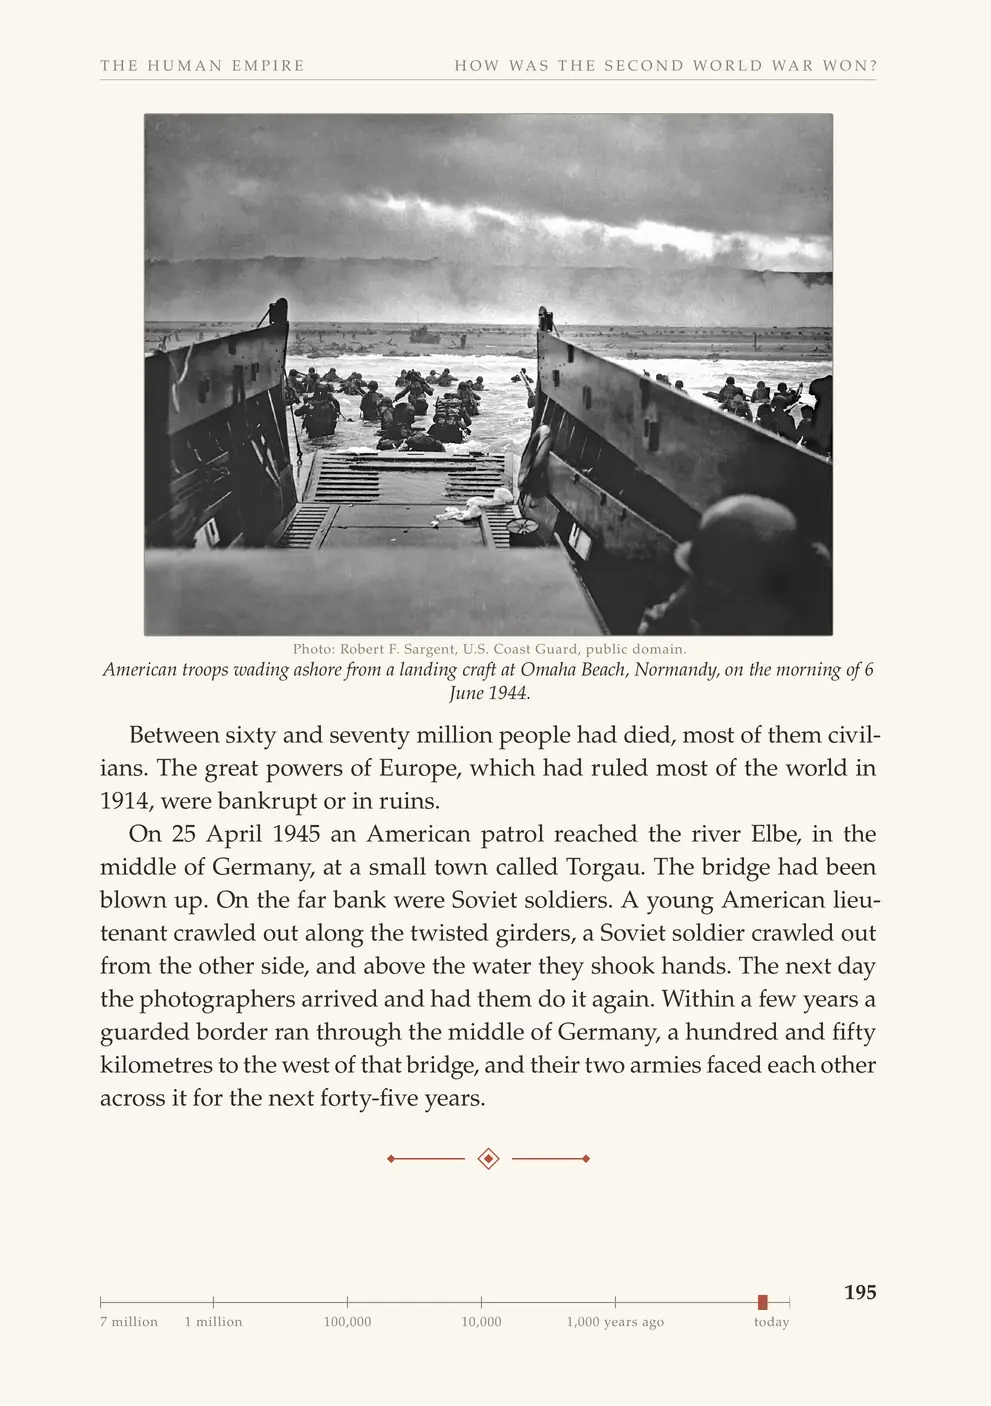 THE HUMAN EMPIRE
HOW WAS THE SECOND WORLD WAR WON?
Photo: Robert F. Sargent, U.S. Coast Guard, public domain.
American troops wading ashore from a landing craft at Omaha Beach, Normandy, on the morning of 6
June 1944.
Between sixty and seventy million people had died, most of them civil-
ians. The great powers of Europe, which had ruled most of the world in
1914, were bankrupt or in ruins.
On 25 April 1945 an American patrol reached the river Elbe, in the
middle of Germany, at a small town called Torgau. The bridge had been
blown up. On the far bank were Soviet soldiers. A young American lieu-
tenant crawled out along the twisted girders, a Soviet soldier crawled out
from the other side, and above the water they shook hands. The next day
the photographers arrived and had them do it again. Within a few years a
guarded border ran through the middle of Germany, a hundred and fifty
kilometres to the west of that bridge, and their two armies faced each other
across it for the next forty-five years.
195
7 million 1 million 100,000 10,000 1,000 years ago today